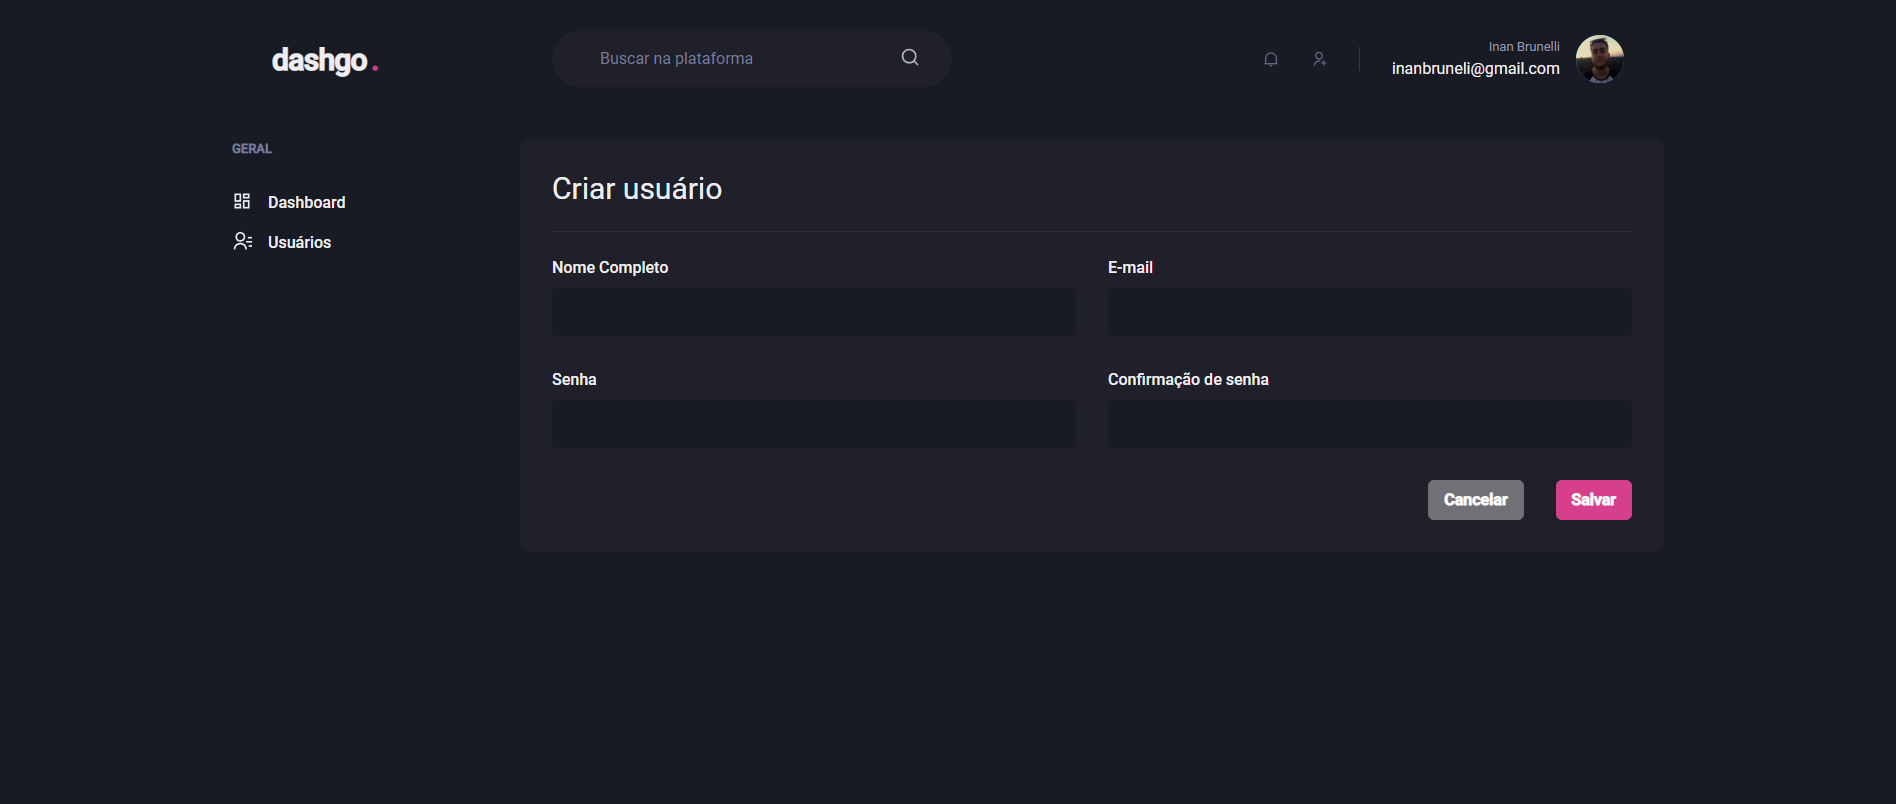 dashgo.
Buscar na plataforma
Inan Brunelli
inanbruneli@gmail.com
GERAL
Dashboard
Usuários
Criar usuário
Nome Completo
E-mail
Senha
Confirmação de senha
Cancelar
Salvar